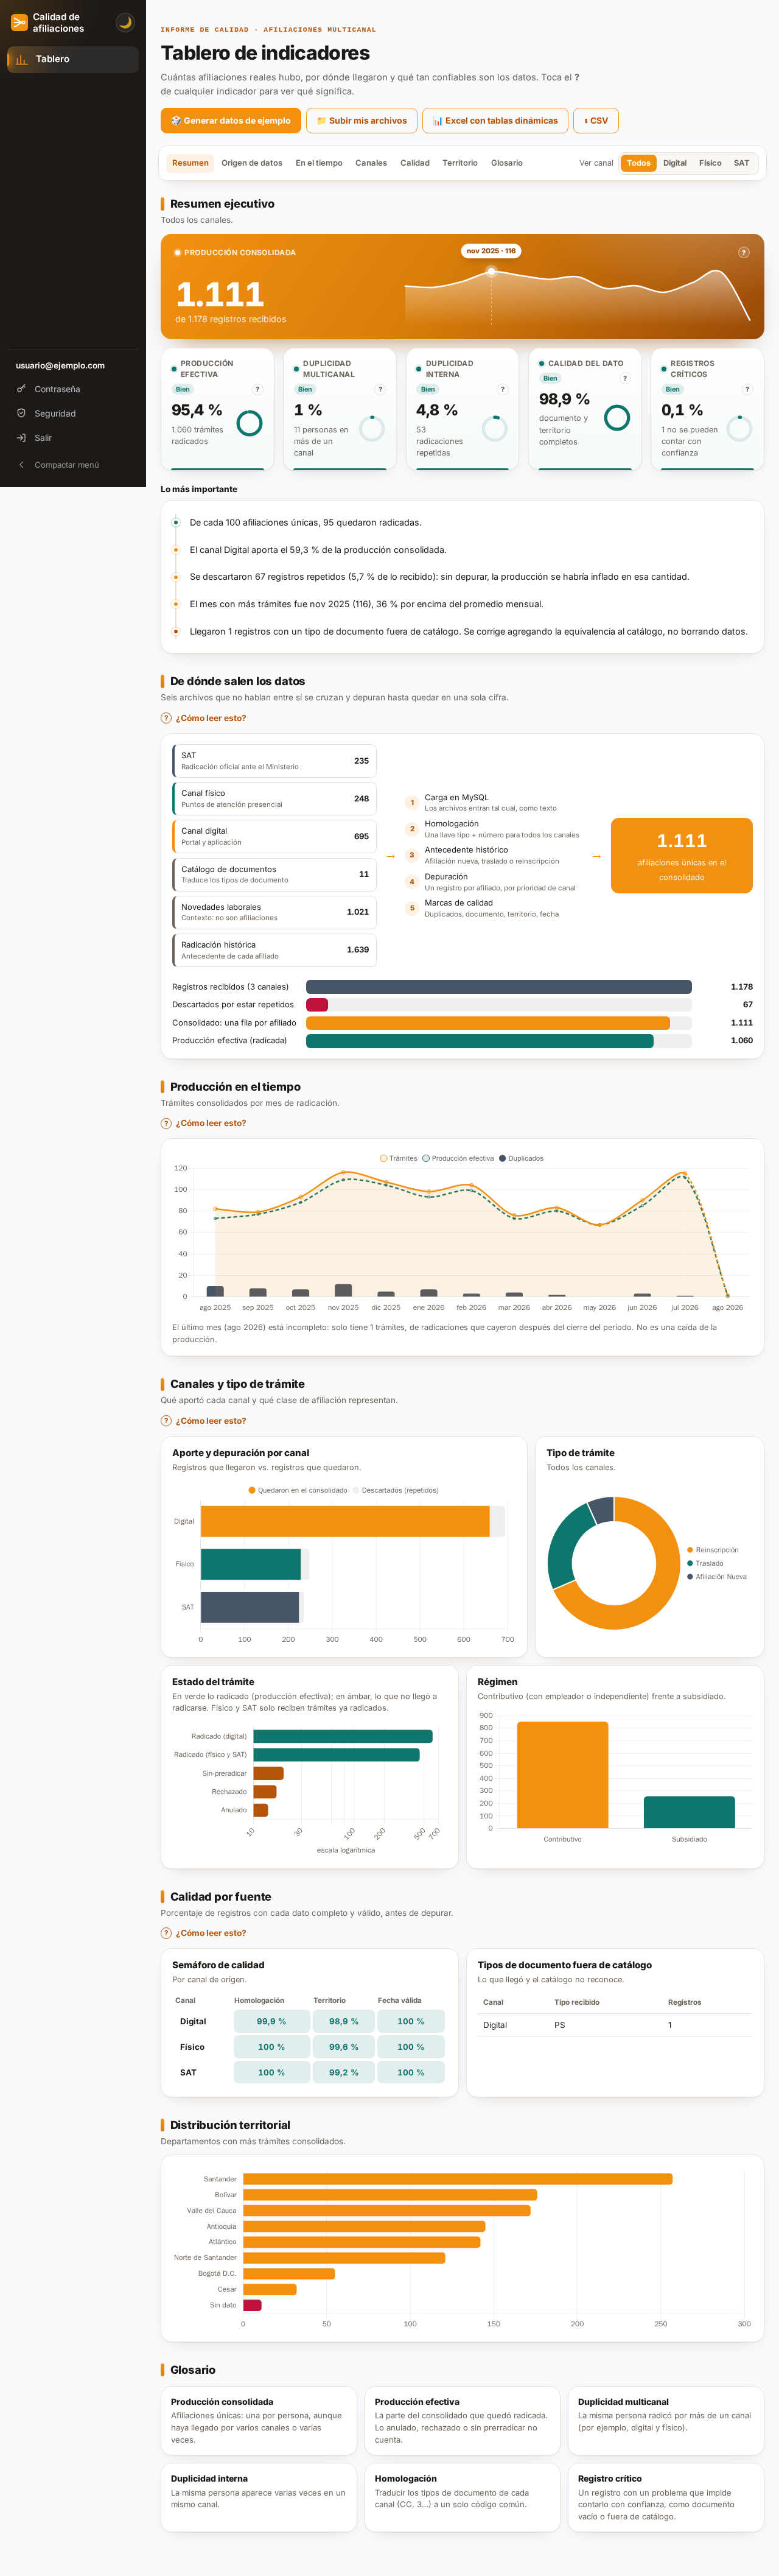 Calidad de
afiliaciones
Tablero
usuario@ejemplo.com
Contraseña
Seguridad
Salir
Compactar menú
INFORME DE CALIDAD · AFILIACIONES MULTICANAL
Tablero de indicadores
Cuántas afiliaciones reales hubo, por dónde llegaron y qué tan confiables son los datos. Toca el ?
de cualquier indicador para ver qué significa.
Generar datos de ejemplo
Subir mis archivos
Excel con tablas dinámicas
CSV
Resumen Origen de datos En el tiempo Canales Calidad Territorio Glosario
Ver canal Todos Digital Físico SAT
Resumen ejecutivo
Todos los canales.
PRODUCCIÓN CONSOLIDADA
nov 2025 · 116
?
1.111
de 1.178 registros recibidos
PRODUCCIÓN
EFECTIVA
Bien ?
95,4 %
1.060 trámites
radicados
DUPLICIDAD
MULTICANAL
Bien ?
1 %
11 personas en
más de un
canal
DUPLICIDAD
INTERNA
Bien ?
4,8 %
53
radicaciones
repetidas
CALIDAD DEL DATO
Bien ?
98,9 %
documento y
territorio
completos
REGISTROS
CRÍTICOS
Bien ?
0,1 %
1 no se pueden
contar con
confianza
Lo más importante
De cada 100 afiliaciones únicas, 95 quedaron radicadas.
El canal Digital aporta el 59,3 % de la producción consolidada.
Se descartaron 67 registros repetidos (5,7 % de lo recibido): sin depurar, la producción se habría inflado en esa cantidad.
El mes con más trámites fue nov 2025 (116), 36 % por encima del promedio mensual.
Llegaron 1 registros con un tipo de documento fuera de catálogo. Se corrige agregando la equivalencia al catálogo, no borrando datos.
De dónde salen los datos
Seis archivos que no hablan entre sí se cruzan y depuran hasta quedar en una sola cifra.
? ¿Cómo leer esto?
SAT
Radicación oficial ante el Ministerio
235
Canal físico
Puntos de atención presencial
248
Canal digital
Portal y aplicación
695
Catálogo de documentos
Traduce los tipos de documento
11
Novedades laborales
Contexto: no son afiliaciones
1.021
Radicación histórica
Antecedente de cada afiliado
1.639
→
1 Carga en MySQL
Los archivos entran tal cual, como texto
2 Homologación
Una llave tipo + número para todos los canales
3 Antecedente histórico
Afiliación nueva, traslado o reinscripción
4 Depuración
Un registro por afiliado, por prioridad de canal
5 Marcas de calidad
Duplicados, documento, territorio, fecha
→
1.111
afiliaciones únicas en el
consolidado
Registros recibidos (3 canales) 1.178
Descartados por estar repetidos 67
Consolidado: una fila por afiliado 1.111
Producción efectiva (radicada) 1.060
Producción en el tiempo
Trámites consolidados por mes de radicación.
? ¿Cómo leer esto?
Trámites Producción efectiva Duplicados
120
100
80
60
40
20
0
ago 2025 sep 2025 oct 2025 nov 2025 dic 2025 ene 2026 feb 2026 mar 2026 abr 2026 may 2026 jun 2026 jul 2026 ago 2026
El último mes (ago 2026) está incompleto: solo tiene 1 trámites, de radicaciones que cayeron después del cierre del periodo. No es una caída de la
producción.
Canales y tipo de trámite
Qué aportó cada canal y qué clase de afiliación representan.
? ¿Cómo leer esto?
Aporte y depuración por canal
Registros que llegaron vs. registros que quedaron.
Quedaron en el consolidado Descartados (repetidos)
Digital
Físico
SAT
0 100 200 300 400 500 600 700
Tipo de trámite
Todos los canales.
Reinscripción
Traslado
Afiliación Nueva
Estado del trámite
En verde lo radicado (producción efectiva); en ámbar, lo que no llegó a
radicarse. Físico y SAT solo reciben trámites ya radicados.
Radicado (digital)
Radicado (físico y SAT)
Sin-preradicar
Rechazado
Anulado
10 30 100 200 500 700
escala logarítmica
Régimen
Contributivo (con empleador o independiente) frente a subsidiado.
900
800
700
600
500
400
300
200
100
0
Contributivo Subsidiado
Calidad por fuente
Porcentaje de registros con cada dato completo y válido, antes de depurar.
? ¿Cómo leer esto?
Semáforo de calidad
Por canal de origen.
Canal Homologación Territorio Fecha válida
Digital 99,9 % 98,9 % 100 %
Físico 100 % 99,6 % 100 %
SAT 100 % 99,2 % 100 %
Tipos de documento fuera de catálogo
Lo que llegó y el catálogo no reconoce.
Canal Tipo recibido Registros
Digital PS 1
Distribución territorial
Departamentos con más trámites consolidados.
Santander
Bolívar
Valle del Cauca
Antioquia
Atlántico
Norte de Santander
Bogotá D.C.
Cesar
Sin dato
0 50 100 150 200 250 300
Glosario
Producción consolidada
Afiliaciones únicas: una por persona, aunque
haya llegado por varios canales o varias
veces.
Producción efectiva
La parte del consolidado que quedó radicada.
Lo anulado, rechazado o sin prerradicar no
cuenta.
Duplicidad multicanal
La misma persona radicó por más de un canal
(por ejemplo, digital y físico).
Duplicidad interna
La misma persona aparece varias veces en un
mismo canal.
Homologación
Traducir los tipos de documento de cada
canal (CC, 3…) a un solo código común.
Registro crítico
Un registro con un problema que impide
contarlo con confianza, como documento
vacío o fuera de catálogo.